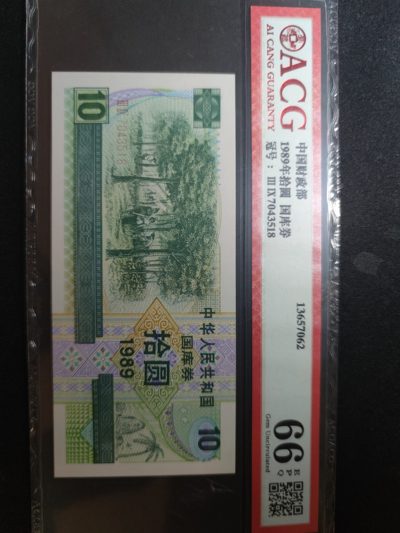 ACG
AI CANG GUARANTY
中国财政部
1989年拾圆 国库券
冠号：III IX7043518
13657062
66 E
P
Q
Gem Uncirculated
10
中华人民共和国
国库券
拾圆
1989
10